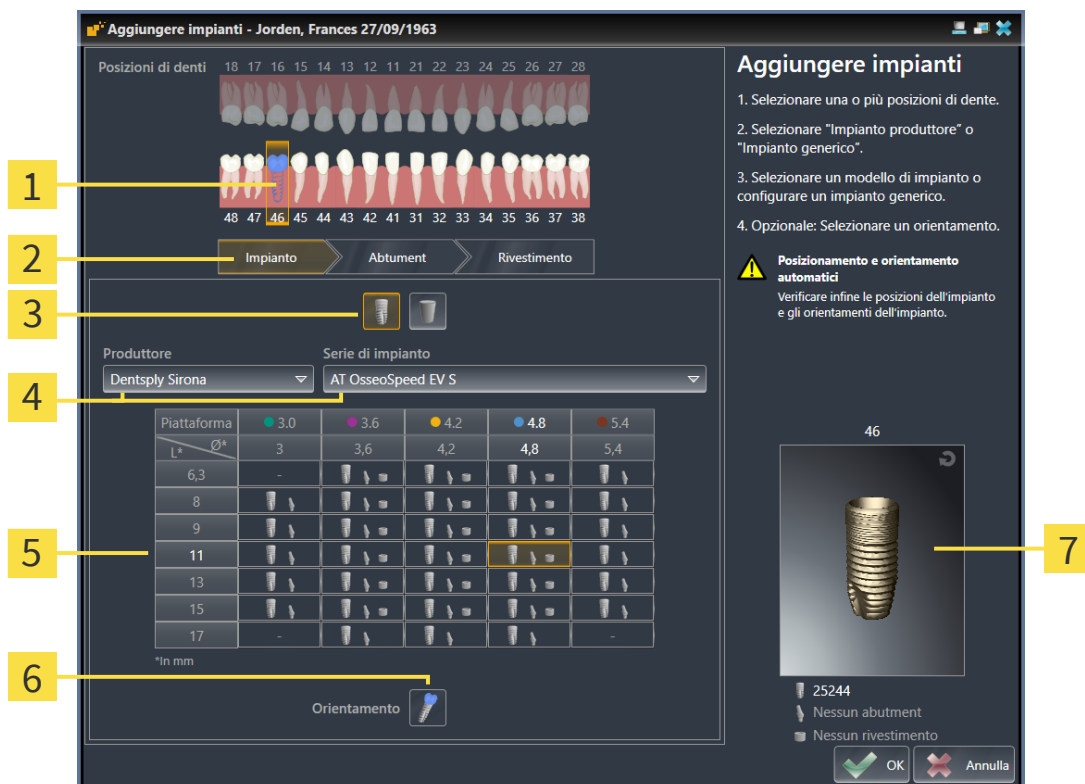 Aggiungere impianti - Jorden, Frances 27/09/1963
Posizioni di denti 18 17 16 15 14 13 12 11 21 22 23 24 25 26 27 28
48 47 46 45 44 43 42 41 31 32 33 34 35 36 37 38
1
2
Impianto Abtument Rivestimento
3
Produttore Serie di impianto
Dentsply Sirona AT OsseoSpeed EV S
4
Piattaforma 3.0 3.6 4.2 4.8 5.4
L* Ø* 3 3,6 4,2 4,8 5,4
6,3 -
8
9
5
11
13
15
17 - -
*In mm
6
Orientamento
Aggiungere impianti
1. Selezionare una o più posizioni di dente.
2. Selezionare "Impianto produttore" o
"Impianto generico".
3. Selezionare un modello di impianto o
configurare un impianto generico.
4. Opzionale: Selezionare un orientamento.
Posizionamento e orientamento
automatici
Verificare infine le posizioni dell'impianto
e gli orientamenti dell'impianto.
46
7
25244
Nessun abutment
Nessun rivestimento
OK Annulla